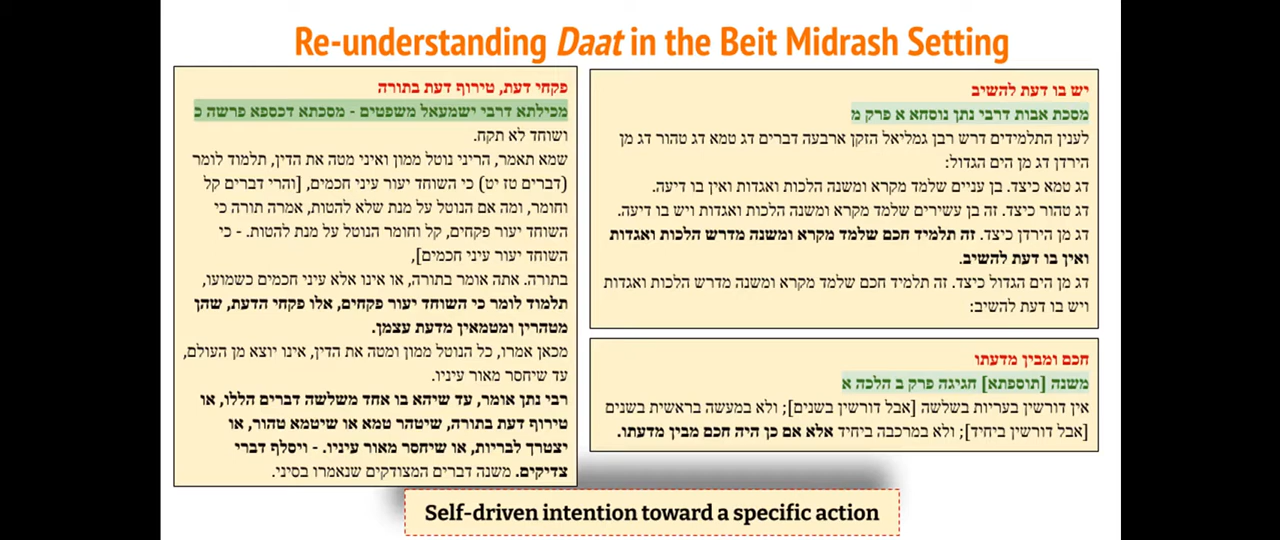 Re-understanding Daat in the Beit Midrash Setting
יש בו דעת להשיב
מסכת אבות דרבי נתן נוסחא א פרק מ
לענין התלמידים דרש רבן גמליאל הזקן ארבעה דברים דג טמא דג טהור דג מן
הירדן דג מן הים הגדול:
דג טמא כיצד. בן עניים שלמד מקרא ומשנה הלכות ואגדות ואין בו דיעה.
דג טהור כיצד. זה בן עשירים שלמד מקרא ומשנה הלכות ואגדות ויש בו דיעה.
דג מן הירדן כיצד. זה תלמיד חכם שלמד מקרא ומשנה מדרש הלכות ואגדות
ואין בו דעת להשיב.
דג מן הים הגדול כיצד. זה תלמיד חכם שלמד מקרא ומשנה מדרש הלכות ואגדות
ויש בו דעת להשיב:
חכם ומבין מדעתו
משנה [תוספתא] חגיגה פרק ב הלכה א
אין דורשין בעריות בשלשה [אבל דורשין בשנים]; ולא במעשה בראשית בשנים
[אבל דורשין ביחיד]; ולא במרכבה ביחיד אלא אם כן היה חכם מבין מדעתו.
פקחי דעת, טירוף דעת בתורה
מכילתא דרבי ישמעאל משפטים - מסכתא דכספא פרשה כ
ושוחד לא תקח.
שמא תאמר, הריני נוטל ממון ואיני מטה את הדין, תלמוד לומר
(דברים טז יט) כי השוחד יעור עיני חכמים, [והרי דברים קל
וחומר, ומה אם הנוטל על מנת שלא להטות, אמרה תורה כי
השוחד יעור פקחים, קל וחומר הנוטל על מנת להטות. - כי
השוחד יעור עיני חכמים],
בתורה. אתה אומר בתורה, או אינו אלא עיני חכמים כשמועו,
תלמוד לומר כי השוחד יעור פקחים, אלו פקחי הדעת, שהן
מטהרין ומטמאין מדעת עצמן.
מכאן אמרו, כל הנוטל ממון ומטה את הדין, אינו יוצא מן העולם,
עד שיחסר מאור עיניו.
רבי נתן אומר, עד שיהא בו אחד משלשה דברים הללו, או
טירוף דעת בתורה, שיטהר טמא או שיטמא טהור, או
יצטרך לבריות, או שיחסר מאור עיניו. - ויסלף דברי
צדיקים. משנה דברים המצודקים שנאמרו בסיני.
Self-driven intention toward a specific action